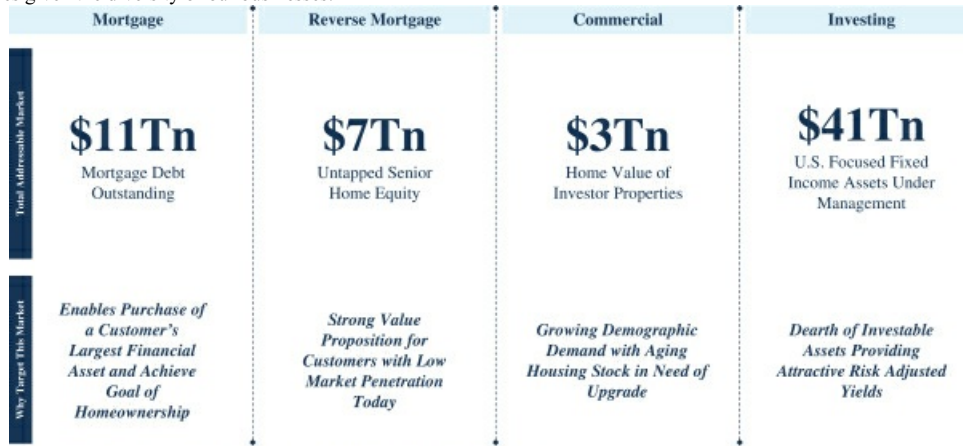 Mortgage
Reverse Mortgage
Commercial
Investing
Total Addressable Market
$11Tn
Mortgage Debt
Outstanding
$7Tn
Untapped Senior
Home Equity
$3Tn
Home Value of
Investor Properties
$41Tn
U.S. Focused Fixed
Income Assets Under
Management
Why Target This Market
Enables Purchase of
a Customer's
Largest Financial
Asset and Achieve
Goal of
Homeownership
Strong Value
Proposition for
Customers with Low
Market Penetration
Today
Growing Demographic
Demand with Aging
Housing Stock in Need of
Upgrade
Dearth of Investable
Assets Providing
Attractive Risk Adjusted
Yields